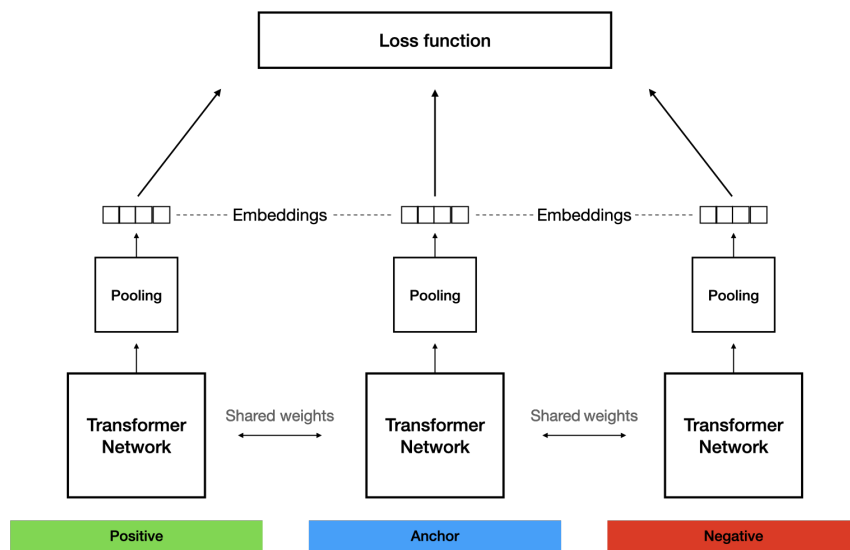 Loss function
Embeddings
Embeddings
Pooling
Pooling
Pooling
Transformer
Network
Shared weights
Transformer
Network
Shared weights
Transformer
Network
Positive
Anchor
Negative